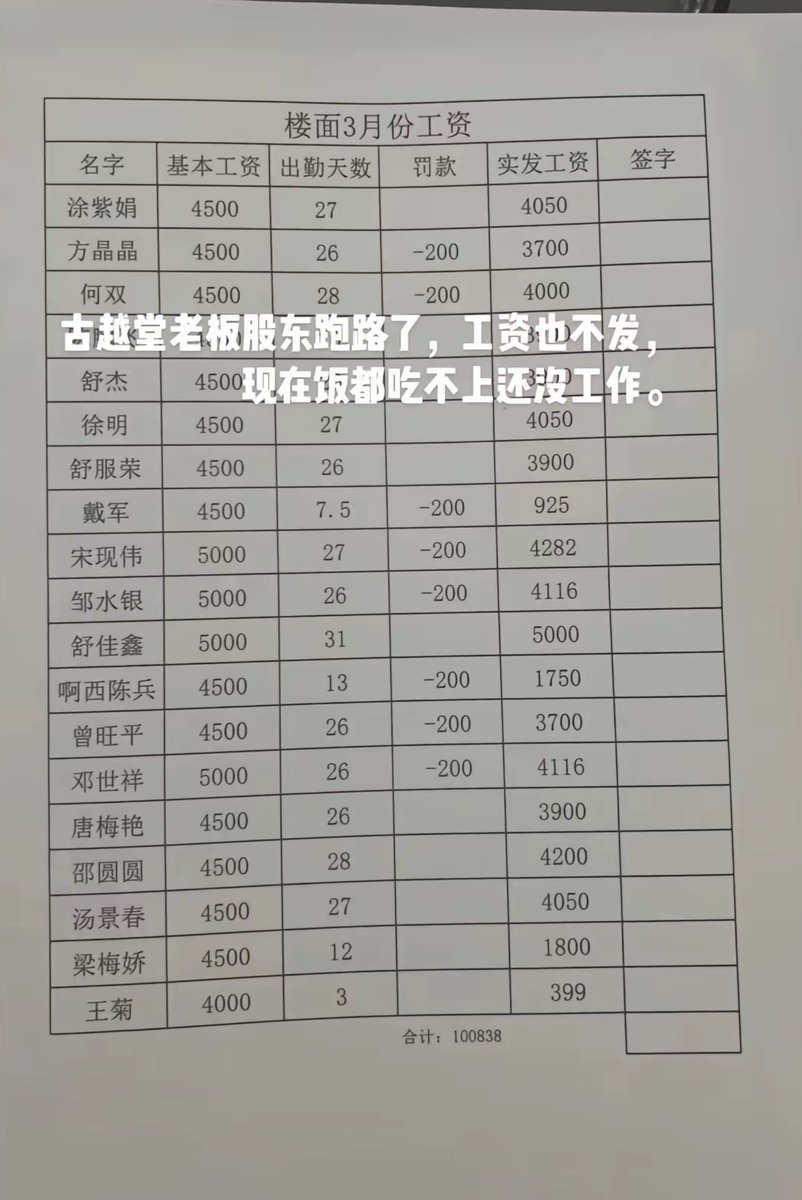 楼面3月份工资
名字 基本工资 出勤天数 罚款 实发工资 签字
涂紫娟 4500 27 4050
方晶晶 4500 26 -200 3700
何双 4500 28 -200 4000
古越堂老板股东跑路了，工资也不发，
现在饭都吃不上还没工作。
舒杰 4500
徐明 4500 27 4050
舒服荣 4500 26 3900
戴军 4500 7.5 -200 925
宋现伟 5000 27 -200 4282
邹水银 5000 26 -200 4116
舒佳鑫 5000 31 5000
啊西陈兵 4500 13 -200 1750
曾旺平 4500 26 -200 3700
邓世祥 5000 26 -200 4116
唐梅艳 4500 26 3900
邵圆圆 4500 28 4200
汤景春 4500 27 4050
梁梅娇 4500 12 1800
王菊 4000 3 399
合计：100838